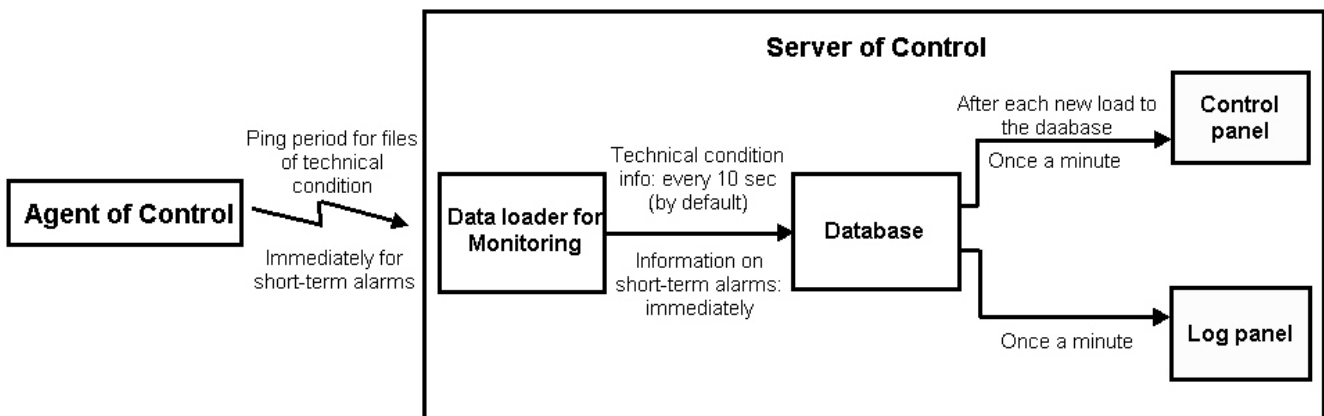 Server of Control
Agent of Control
Ping period for files
of technical
condition
Immediately for
short-term alarms
Data loader for
Monitoring
Technical condition
info: every 10 sec
(by default)
Information on
short-term alarms:
immediately
Database
After each new load to
the daabase
Once a minute
Control
panel
Once a minute
Log panel